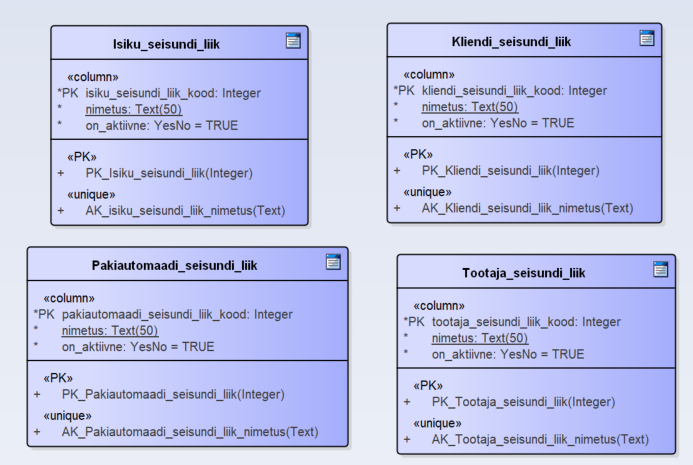 Isiku_seisundi_liik
«column»
*PK isiku_seisundi_liik_kood: Integer
* nimetus: Text(50)
* on_aktiivne: YesNo = TRUE
«PK»
+ PK_Isiku_seisundi_liik(Integer)
«unique»
+ AK_isiku_seisundi_liik_nimetus(Text)
Kliendi_seisundi_liik
«column»
*PK kliendi_seisundi_liik_kood: Integer
* nimetus: Text(50)
* on_aktiivne: YesNo = TRUE
«PK»
+ PK_Kliendi_seisundi_liik(Integer)
«unique»
+ AK_Kliendi_seisundi_liik_nimetus(Text)
Pakiautomaadi_seisundi_liik
«column»
*PK pakiautomaadi_seisundi_liik_kood: Integer
* nimetus: Text(50)
* on_aktiivne: YesNo = TRUE
«PK»
+ PK_Pakiautomaadi_seisundi_liik(Integer)
«unique»
+ AK_Pakiautomaadi_seisundi_liik_nimetus(Text)
Tootaja_seisundi_liik
«column»
*PK tootaja_seisundi_liik_kood: Integer
* nimetus: Text(50)
* on_aktiivne: YesNo = TRUE
«PK»
+ PK_Tootaja_seisundi_liik(Integer)
«unique»
+ AK_Tootaja_seisundi_liik_nimetus(Text)